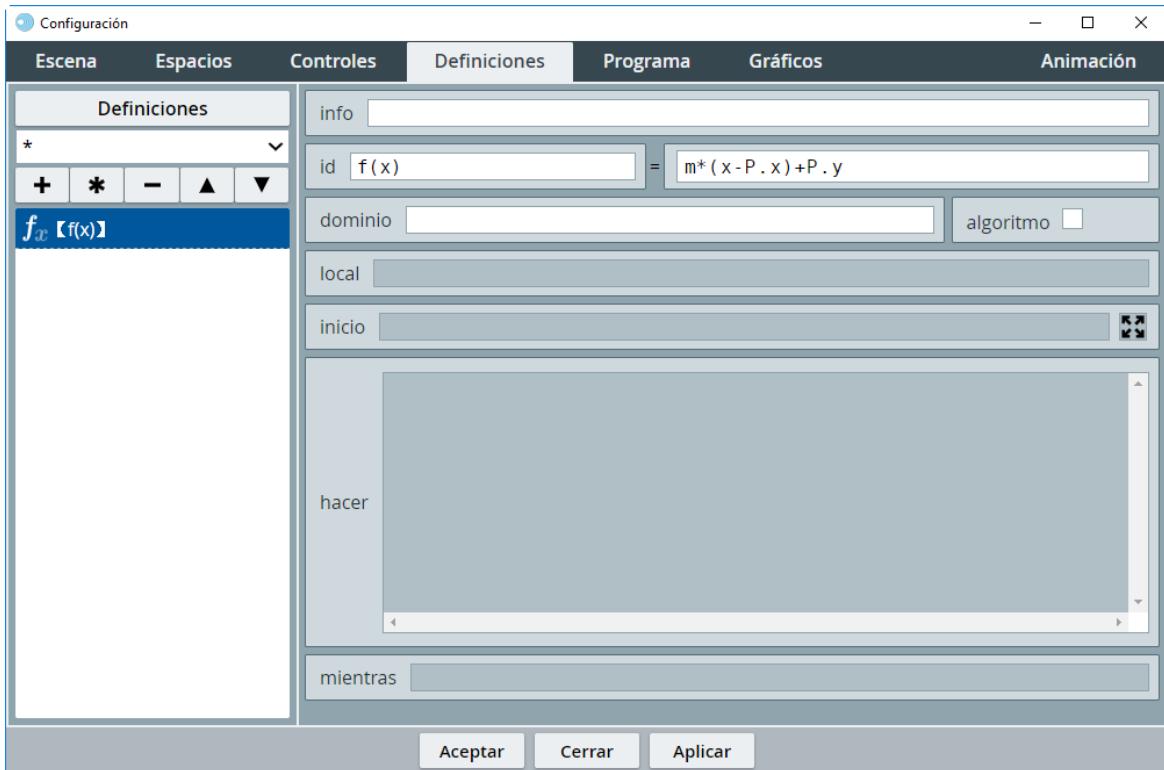 Configuración
Escena Espacios Controles Definiciones Programa Gráficos Animación
Definiciones
*
+ * − ▲ ▼
fx 【f(x)】
info
id f(x) = m*(x-P.x)+P.y
dominio algoritmo
local
inicio
hacer
mientras
Aceptar Cerrar Aplicar